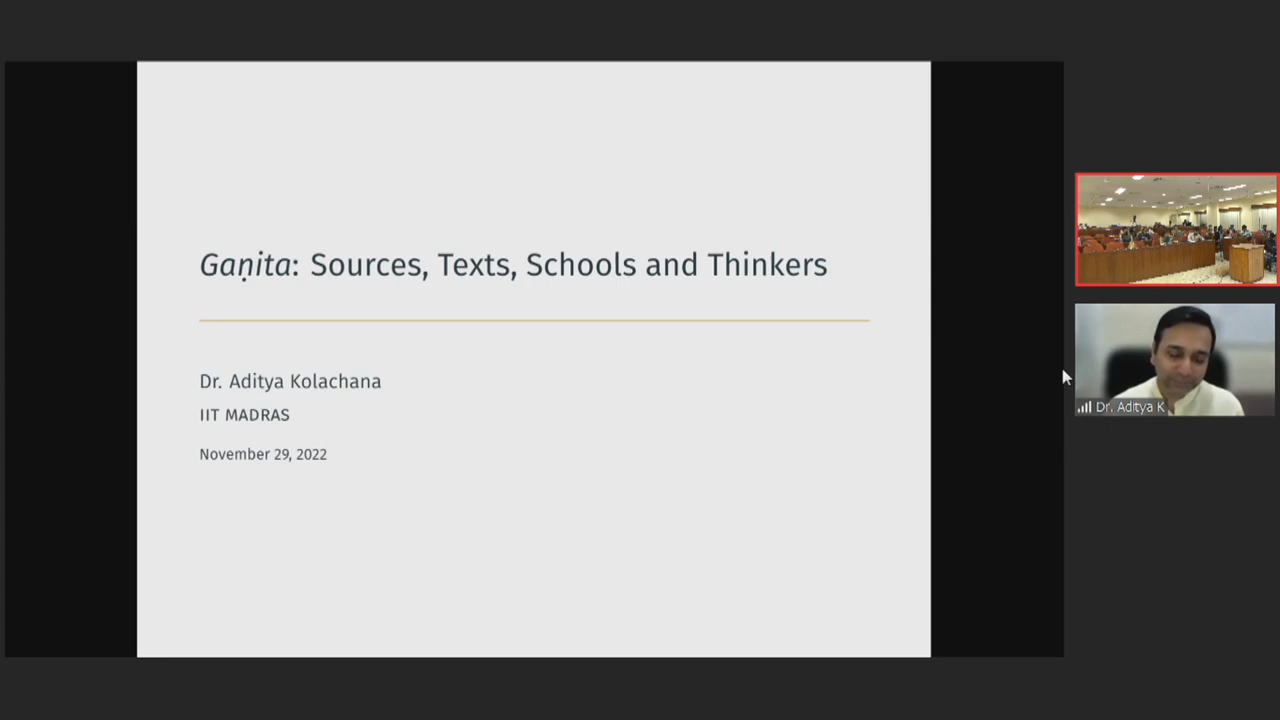 Gaṇita: Sources, Texts, Schools and Thinkers
Dr. Aditya Kolachana
IIT MADRAS
November 29, 2022
Dr. Aditya K